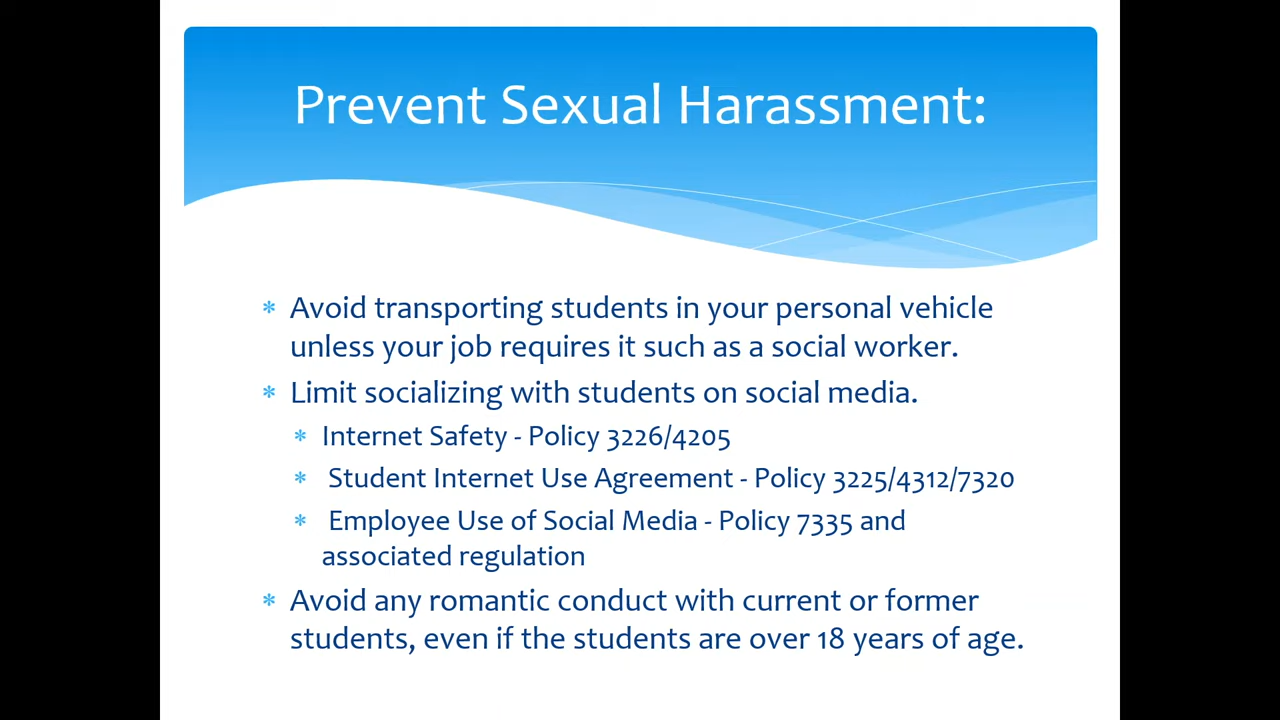 Prevent Sexual Harassment:
* Avoid transporting students in your personal vehicle
unless your job requires it such as a social worker.
* Limit socializing with students on social media.
* Internet Safety - Policy 3226/4205
* Student Internet Use Agreement - Policy 3225/4312/7320
* Employee Use of Social Media - Policy 7335 and
associated regulation
* Avoid any romantic conduct with current or former
students, even if the students are over 18 years of age.